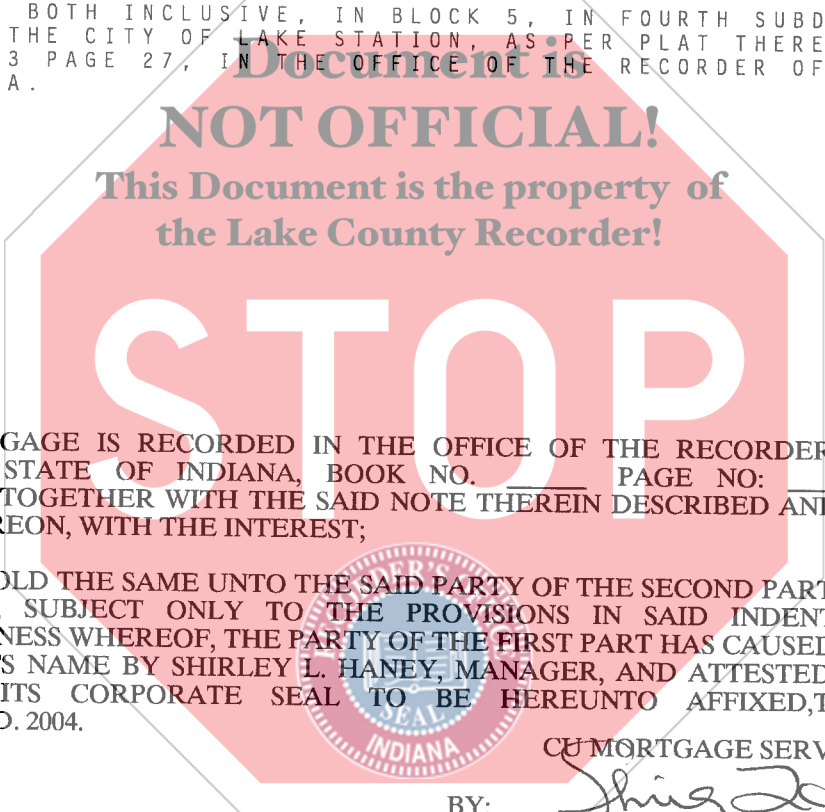 BOTH INCLUSIVE, IN BLOCK 5, IN FOURTH SUBD
THE CITY OF LAKE STATION, AS PER PLAT THERE
3 PAGE 27, IN THE OFFICE OF THE RECORDER OF
A.
Document is
NOT OFFICIAL!
This Document is the property of
the Lake County Recorder!
STOP
GAGE IS RECORDED IN THE OFFICE OF THE RECORDER
STATE OF INDIANA, BOOK NO. ______ PAGE NO: ___
TOGETHER WITH THE SAID NOTE THEREIN DESCRIBED AND
REON, WITH THE INTEREST;
OLD THE SAME UNTO THE SAID PARTY OF THE SECOND PART
, SUBJECT ONLY TO THE PROVISIONS IN SAID INDENT
NESS WHEREOF, THE PARTY OF THE FIRST PART HAS CAUSED
S NAME BY SHIRLEY L. HANEY, MANAGER, AND ATTESTED
ITS CORPORATE SEAL TO BE HEREUNTO AFFIXED,T
D. 2004.
SEAL
INDIANA
CU MORTGAGE SERV
BY: